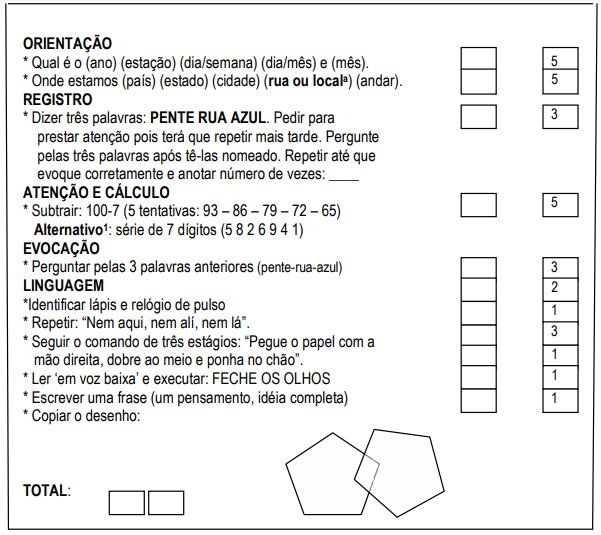 ORIENTAÇÃO
* Qual é o (ano) (estação) (dia/semana) (dia/mês) e (mês). 5
* Onde estamos (país) (estado) (cidade) (rua ou localª) (andar). 5
REGISTRO
* Dizer três palavras: PENTE RUA AZUL. Pedir para 3
prestar atenção pois terá que repetir mais tarde. Pergunte
pelas três palavras após tê-las nomeado. Repetir até que
evoque corretamente e anotar número de vezes: ____
ATENÇÃO E CÁLCULO
* Subtrair: 100-7 (5 tentativas: 93 – 86 – 79 – 72 – 65) 5
Alternativo¹: série de 7 dígitos (5 8 2 6 9 4 1)
EVOCAÇÃO
* Perguntar pelas 3 palavras anteriores (pente-rua-azul) 3
LINGUAGEM 2
*Identificar lápis e relógio de pulso
* Repetir: “Nem aqui, nem alí, nem lá”. 1
* Seguir o comando de três estágios: “Pegue o papel com a 3
mão direita, dobre ao meio e ponha no chão”. 1
* Ler ‘em voz baixa’ e executar: FECHE OS OLHOS 1
* Escrever uma frase (um pensamento, idéia completa) 1
* Copiar o desenho:
TOTAL: